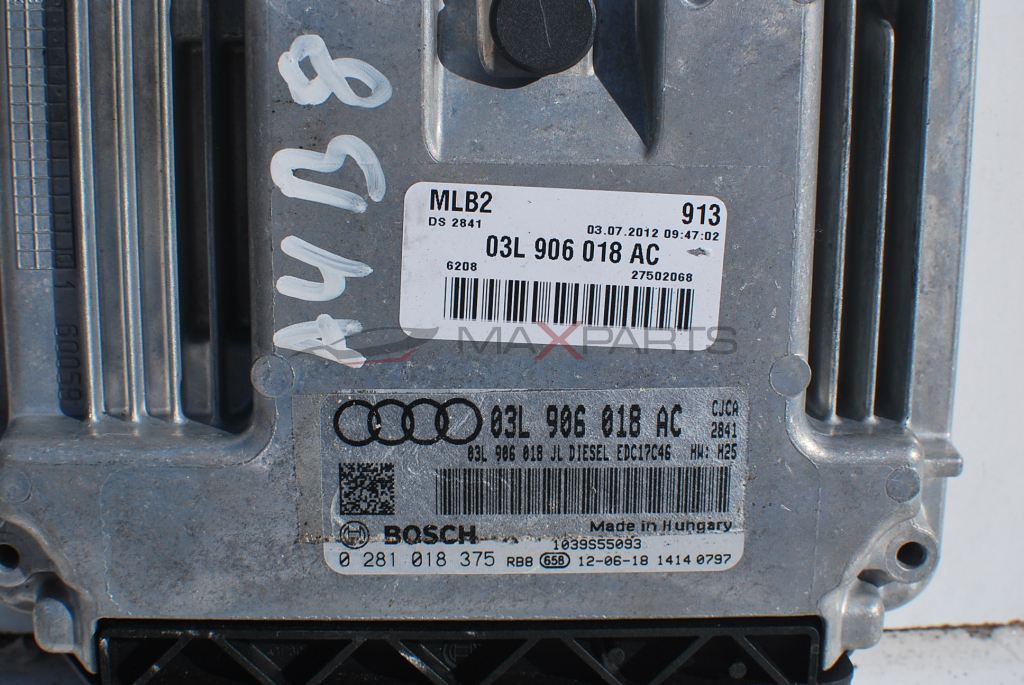 A4 B8
MLB2 913
DS 2841 03.07.2012 09:47:02
03L 906 018 AC
6208 27502068
MAXPARTS
03L 906 018 AC CJCA
2841
03L 906 018 JL DIESEL EDC17C46 HW: H25
BOSCH Made in Hungary
1039S55093
0 281 018 375 RBB 658 12-06-18 1414 0797